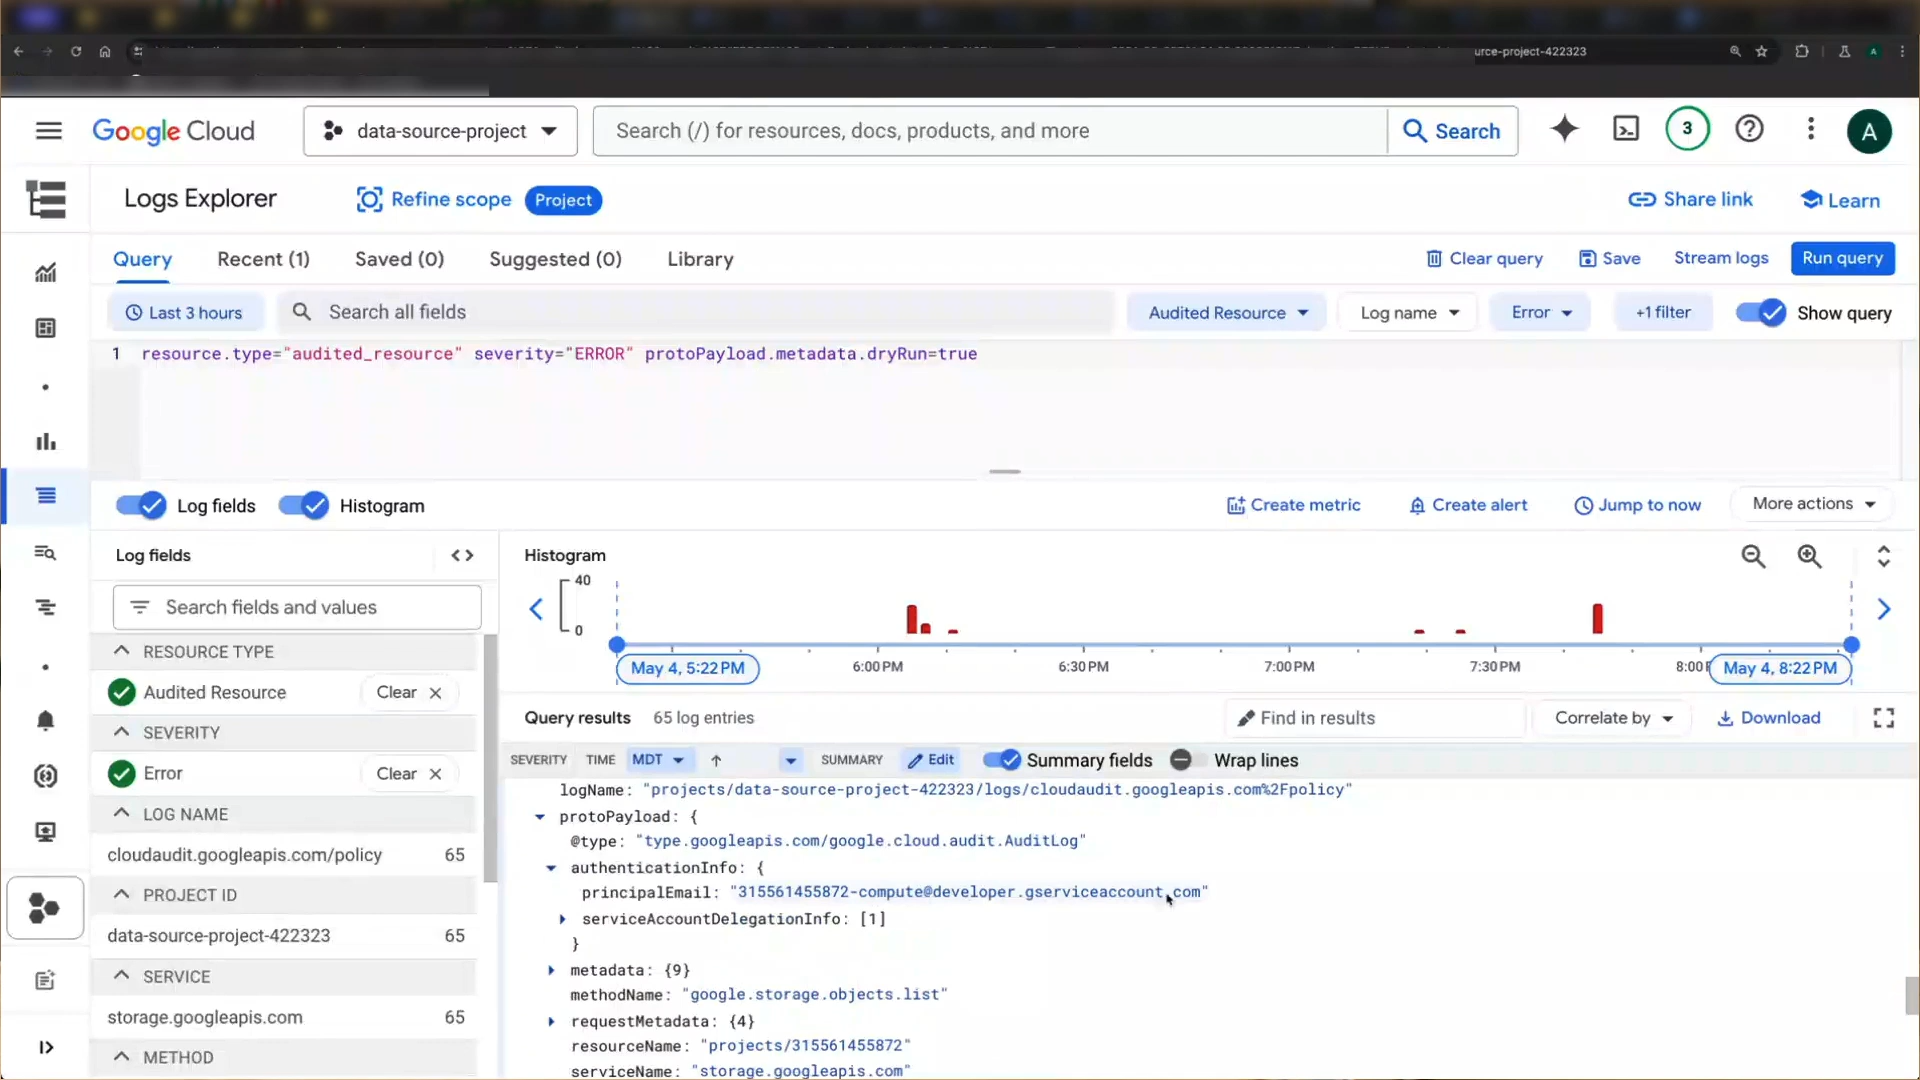 urce-project-422323
A
Google Cloud
data-source-project
Search (/) for resources, docs, products, and more
Search
3
A
Logs Explorer
Refine scope
Project
Share link
Learn
Query
Recent (1)
Saved (0)
Suggested (0)
Library
Clear query
Save
Stream logs
Run query
Last 3 hours
Search all fields
Audited Resource
Log name
Error
+1 filter
Show query
1 resource.type="audited_resource" severity="ERROR" protoPayload.metadata.dryRun=true
Log fields
Histogram
Create metric
Create alert
Jump to now
More actions
Log fields
Search fields and values
RESOURCE TYPE
Audited Resource
Clear
SEVERITY
Error
Clear
LOG NAME
cloudaudit.googleapis.com/policy 65
PROJECT ID
data-source-project-422323 65
SERVICE
storage.googleapis.com 65
METHOD
Histogram
40
0
6:00 PM
6:30 PM
7:00 PM
7:30 PM
8:00 P
May 4, 5:22 PM
May 4, 8:22 PM
Query results
65 log entries
Find in results
Correlate by
Download
SEVERITY
TIME
MDT
SUMMARY
Edit
Summary fields
Wrap lines
logName: "projects/data-source-project-422323/logs/cloudaudit.googleapis.com%2Fpolicy"
protoPayload: {
@type: "type.googleapis.com/google.cloud.audit.AuditLog"
authenticationInfo: {
principalEmail: "315561455872-compute@developer.gserviceaccount.com"
serviceAccountDelegationInfo: [1]
}
metadata: {9}
methodName: "google.storage.objects.list"
requestMetadata: {4}
resourceName: "projects/315561455872"
serviceName: "storage.googleapis.com"